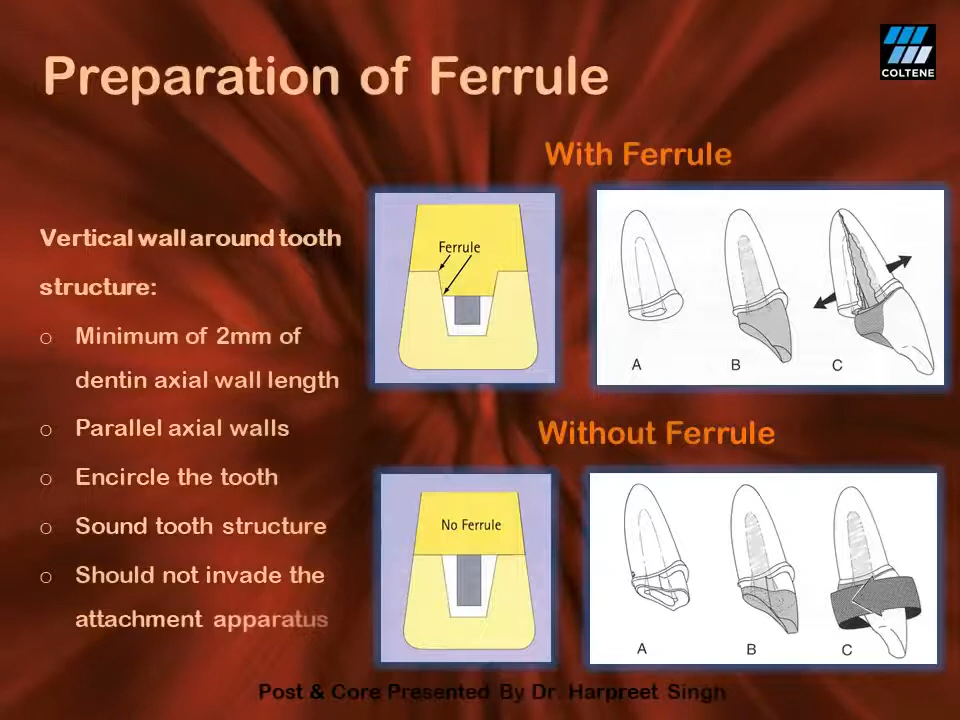 Preparation of Ferrule
COLTENE
With Ferrule
Vertical wall around tooth
structure:
o Minimum of 2mm of
dentin axial wall length
o Parallel axial walls
o Encircle the tooth
o Sound tooth structure
o Should not invade the
attachment apparatus
Ferrule
A B C
Without Ferrule
No Ferrule
A B C
Post & Core Presented By Dr. Harpreet Singh